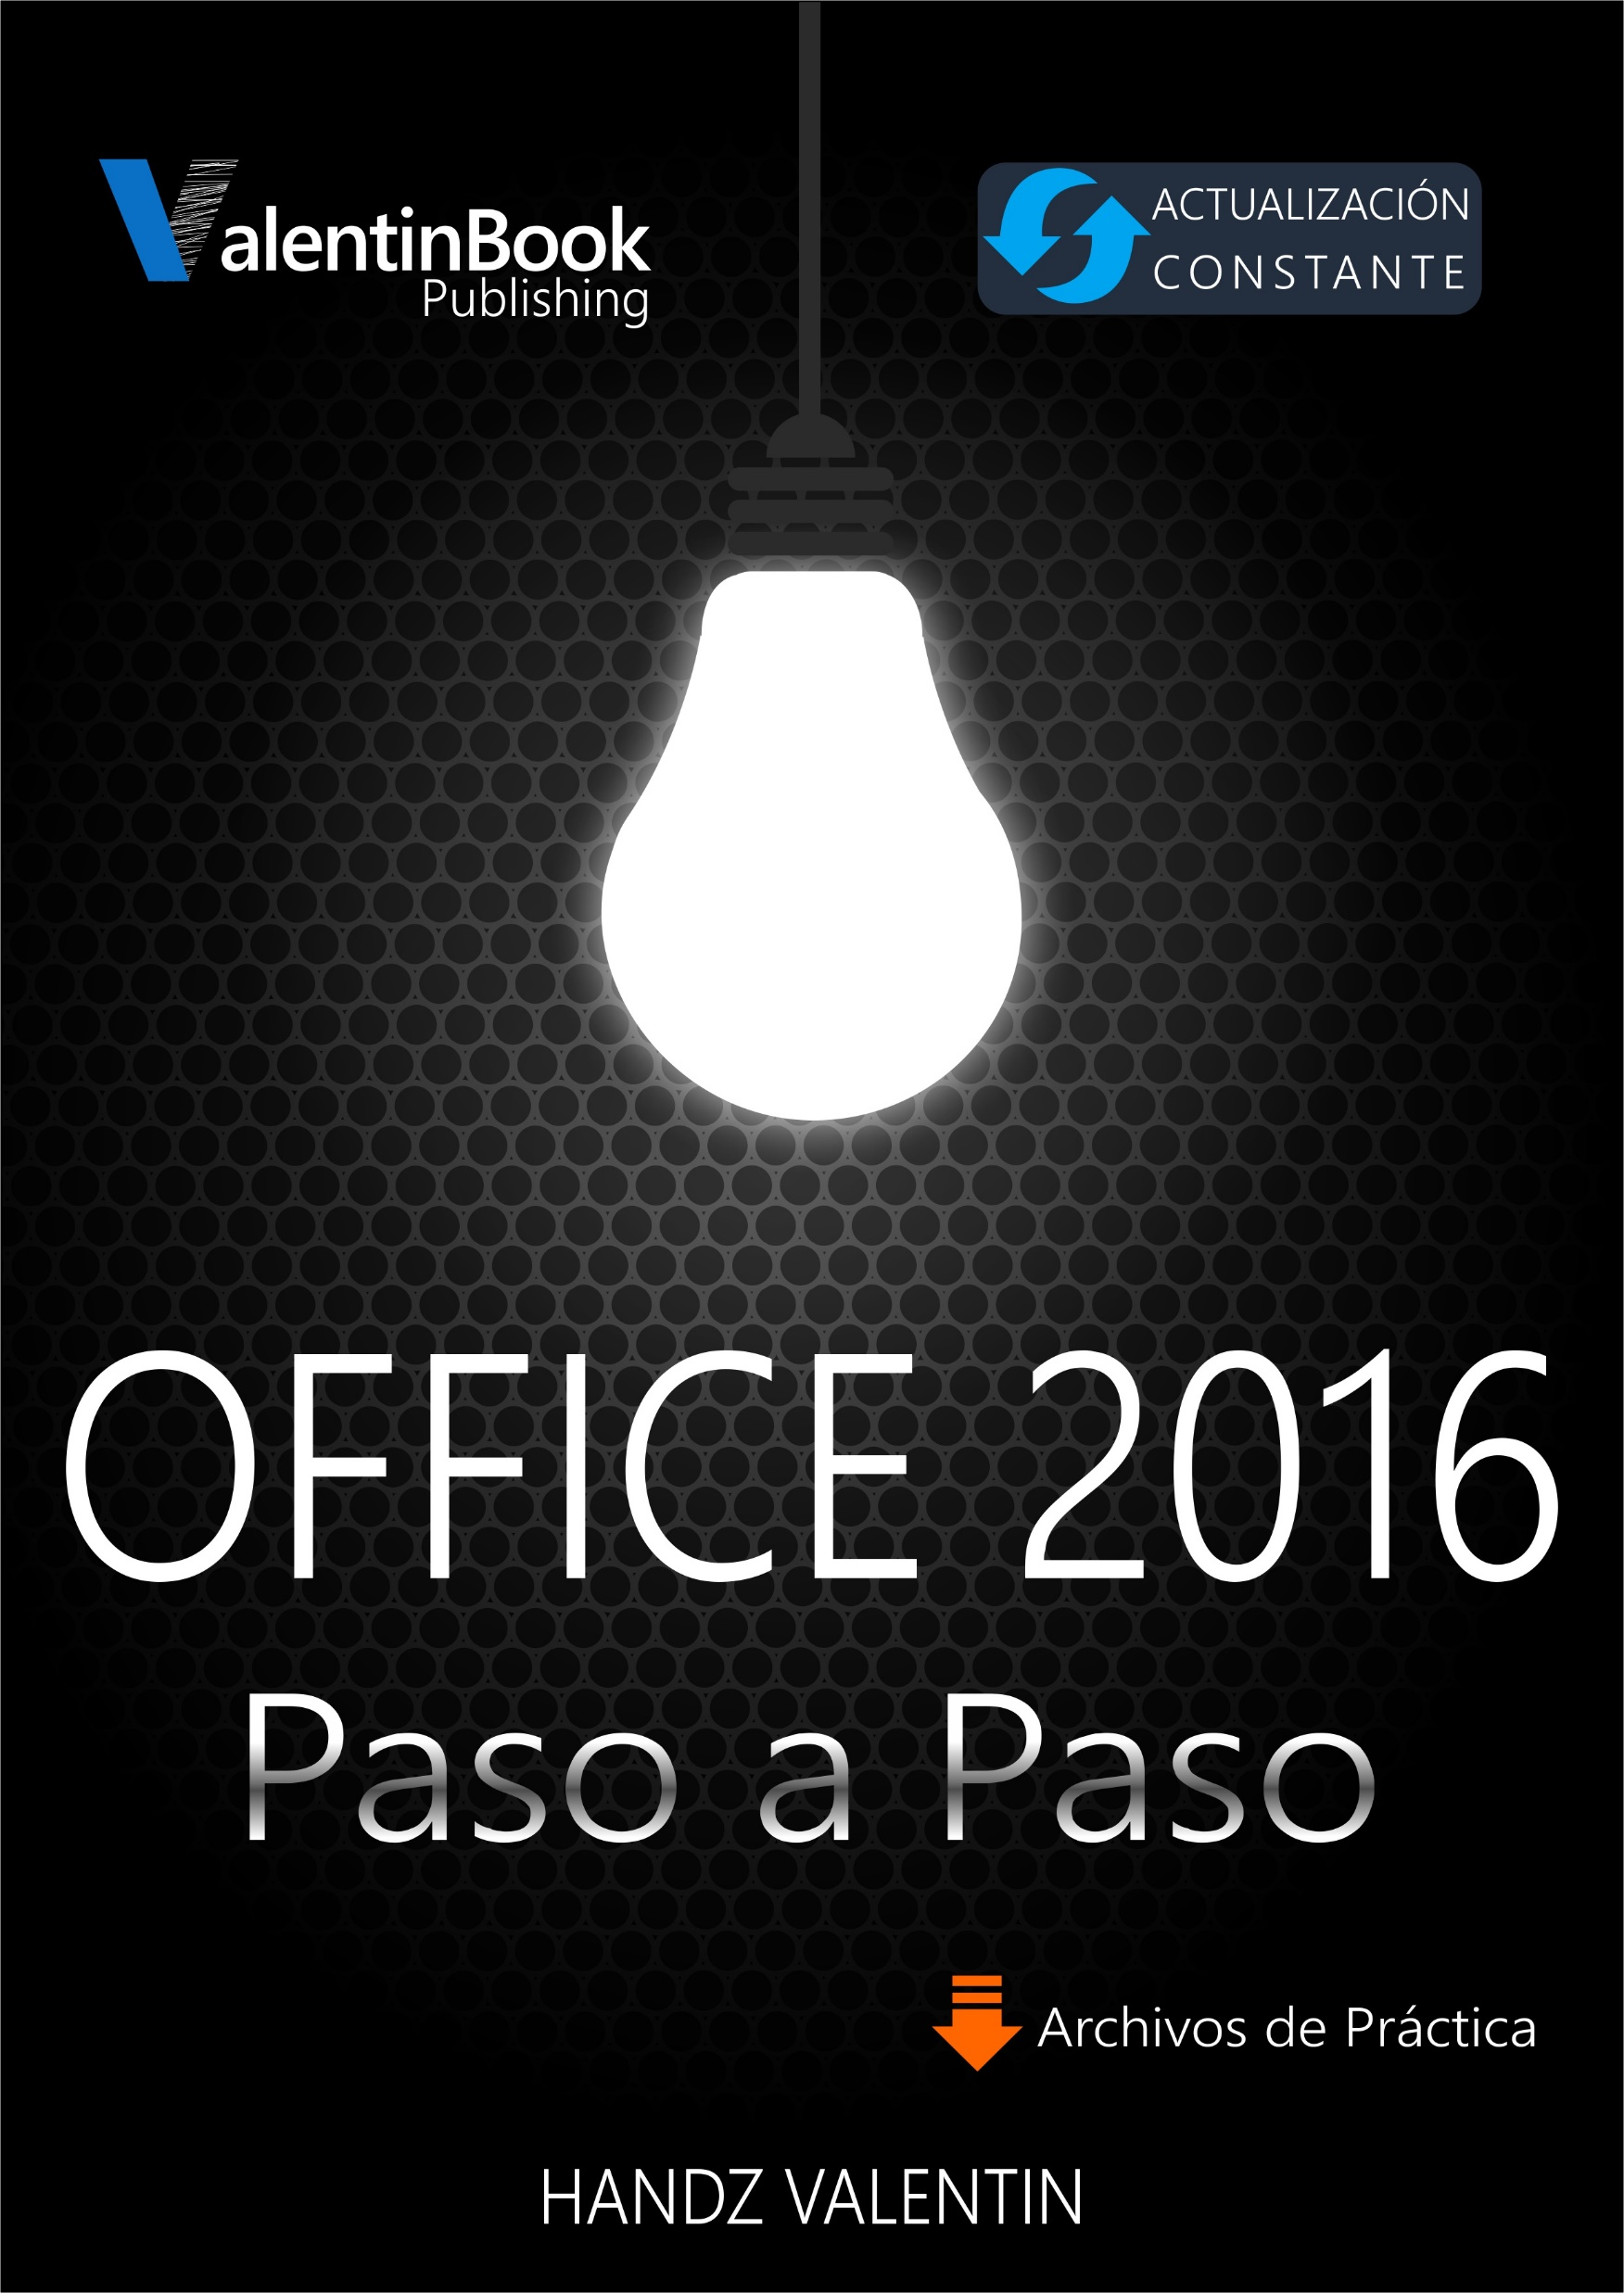 ValentinBook
Publishing
ACTUALIZACIÓN
CONSTANTE
OFFICE 2016
Paso a Paso
Archivos de Práctica
HANDZ VALENTIN